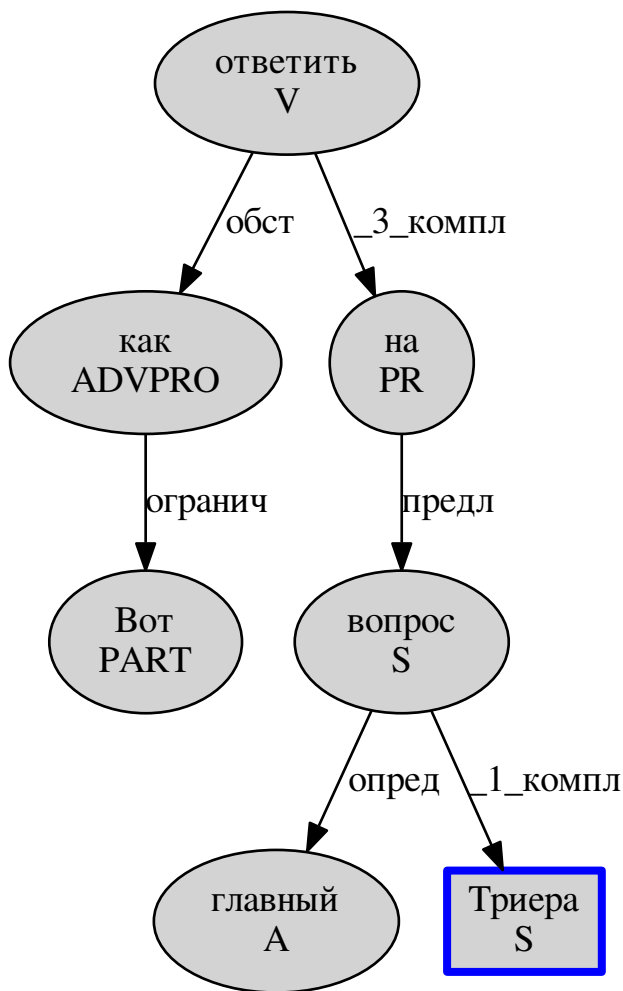 ответить
V
обст
_3_компл
как
ADVPRO
на
PR
огранич
предл
Вот
PART
вопрос
S
опред
_1_компл
главный
A
Триера
S